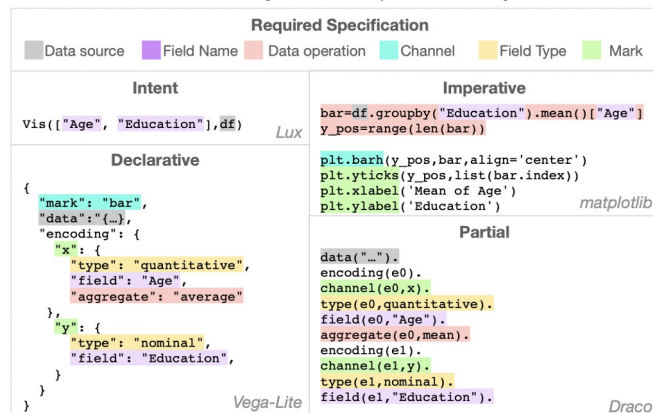 Required Specification
Data source Field Name Data operation Channel Field Type Mark
Intent
Vis(["Age", "Education"],df)
Lux
Declarative
{
"mark": "bar",
"data":"{…},
"encoding": {
"x": {
"type": "quantitative",
"field": "Age",
"aggregate": "average"
},
"y": {
"type": "nominal",
"field": "Education",
}
}
}
Vega-Lite
Imperative
bar=df.groupby("Education").mean()["Age"]
y_pos=range(len(bar))
plt.barh(y_pos,bar,align='center')
plt.yticks(y_pos,list(bar.index))
plt.xlabel('Mean of Age')
plt.ylabel('Education')
matplotlib
Partial
data("…").
encoding(e0).
channel(e0,x).
type(e0,quantitative).
field(e0,"Age").
aggregate(e0,mean).
encoding(e1).
channel(e1,y).
type(e1,nominal).
field(e1,"Education").
Draco